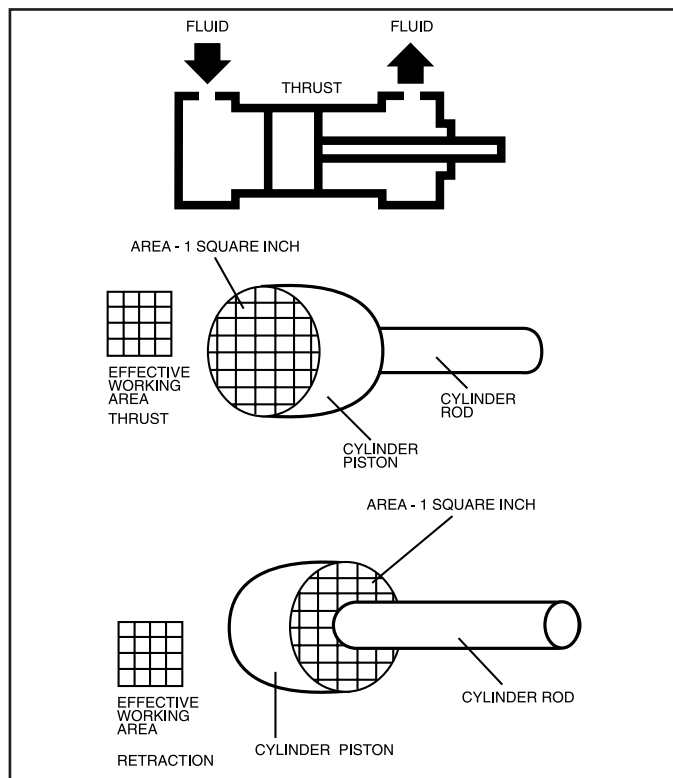 FLUID
FLUID
THRUST
AREA - 1 SQUARE INCH
EFFECTIVE
WORKING
AREA
THRUST
CYLINDER
ROD
CYLINDER
PISTON
AREA - 1 SQUARE INCH
EFFECTIVE
WORKING
AREA
RETRACTION
CYLINDER ROD
CYLINDER PISTON